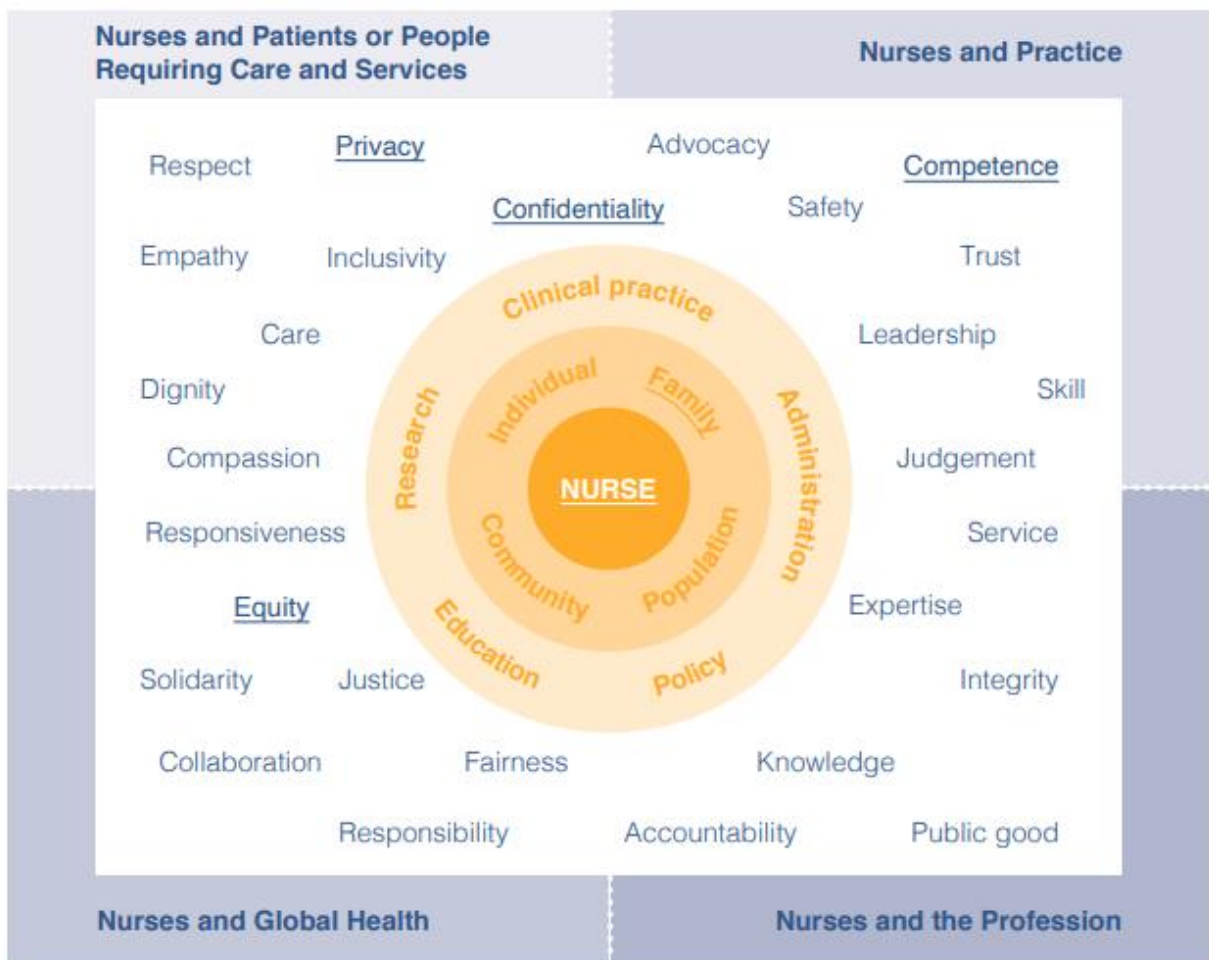 Nurses and Patients or People
Requiring Care and Services
Nurses and Practice
Respect
Privacy
Advocacy
Competence
Confidentiality
Safety
Empathy
Inclusivity
Trust
Clinical practice
Care
Leadership
Individual
Family
Dignity
Skill
Research
Administration
Compassion
Judgement
NURSE
Responsiveness
Service
Community
Population
Equity
Expertise
Education
Policy
Solidarity
Justice
Integrity
Collaboration
Fairness
Knowledge
Responsibility
Accountability
Public good
Nurses and Global Health
Nurses and the Profession